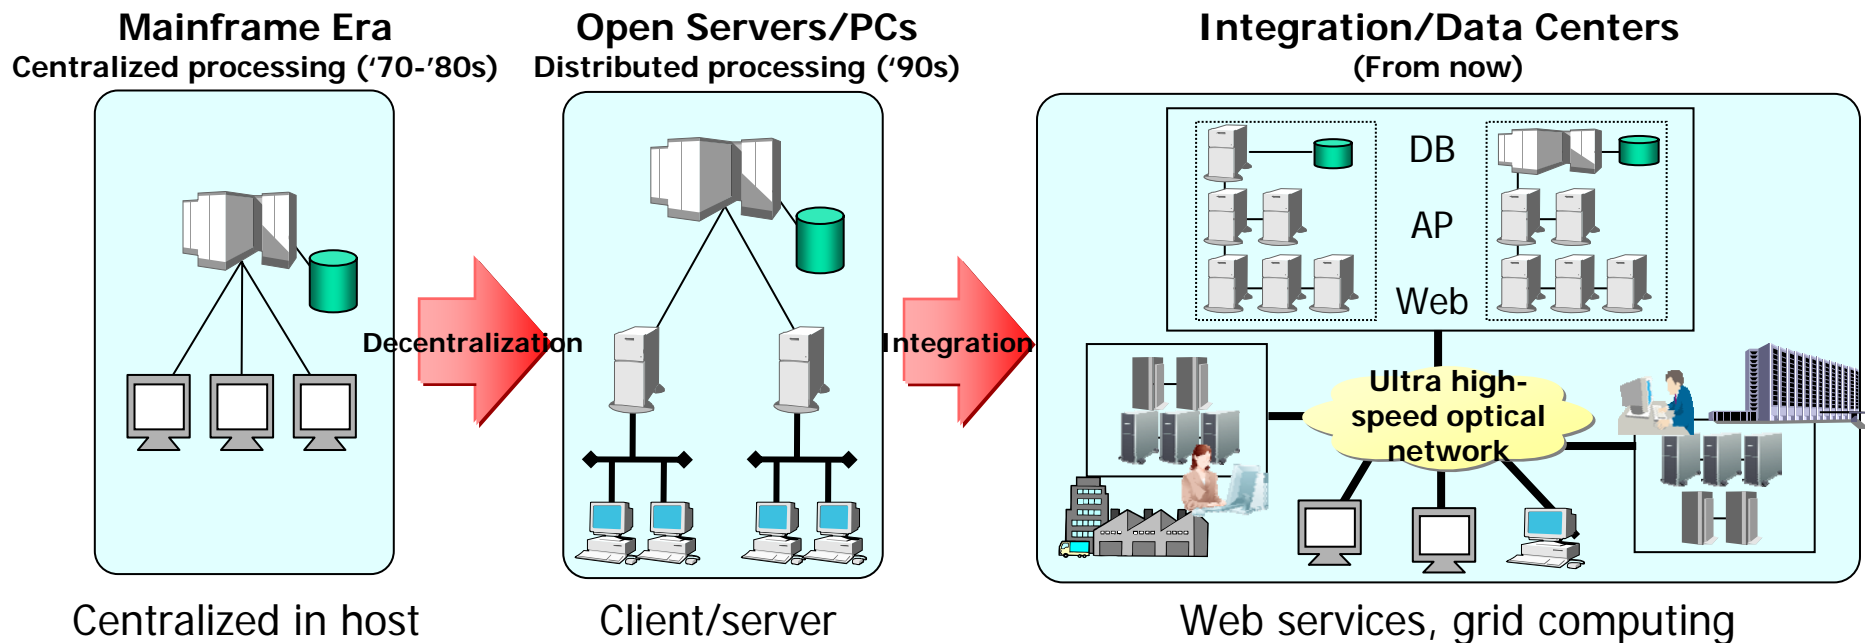 Mainframe Era
Centralized processing (‘70-’80s)
Open Servers/PCs
Distributed processing (‘90s)
Integration/Data Centers
(From now)
Decentralization
Integration
DB
AP
Web
Ultra high-
speed optical
network
Centralized in host
Client/server
Web services, grid computing